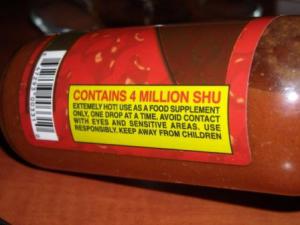 CONTAINS 4 MILLION SHU
EXTEMELY HOT! USE AS A FOOD SUPPLEMENT
ONLY, ONE DROP AT A TIME. AVOID CONTACT
WITH EYES AND SENSITIVE AREAS. USE
RESPONSIBLY. KEEP AWAY FROM CHILDREN